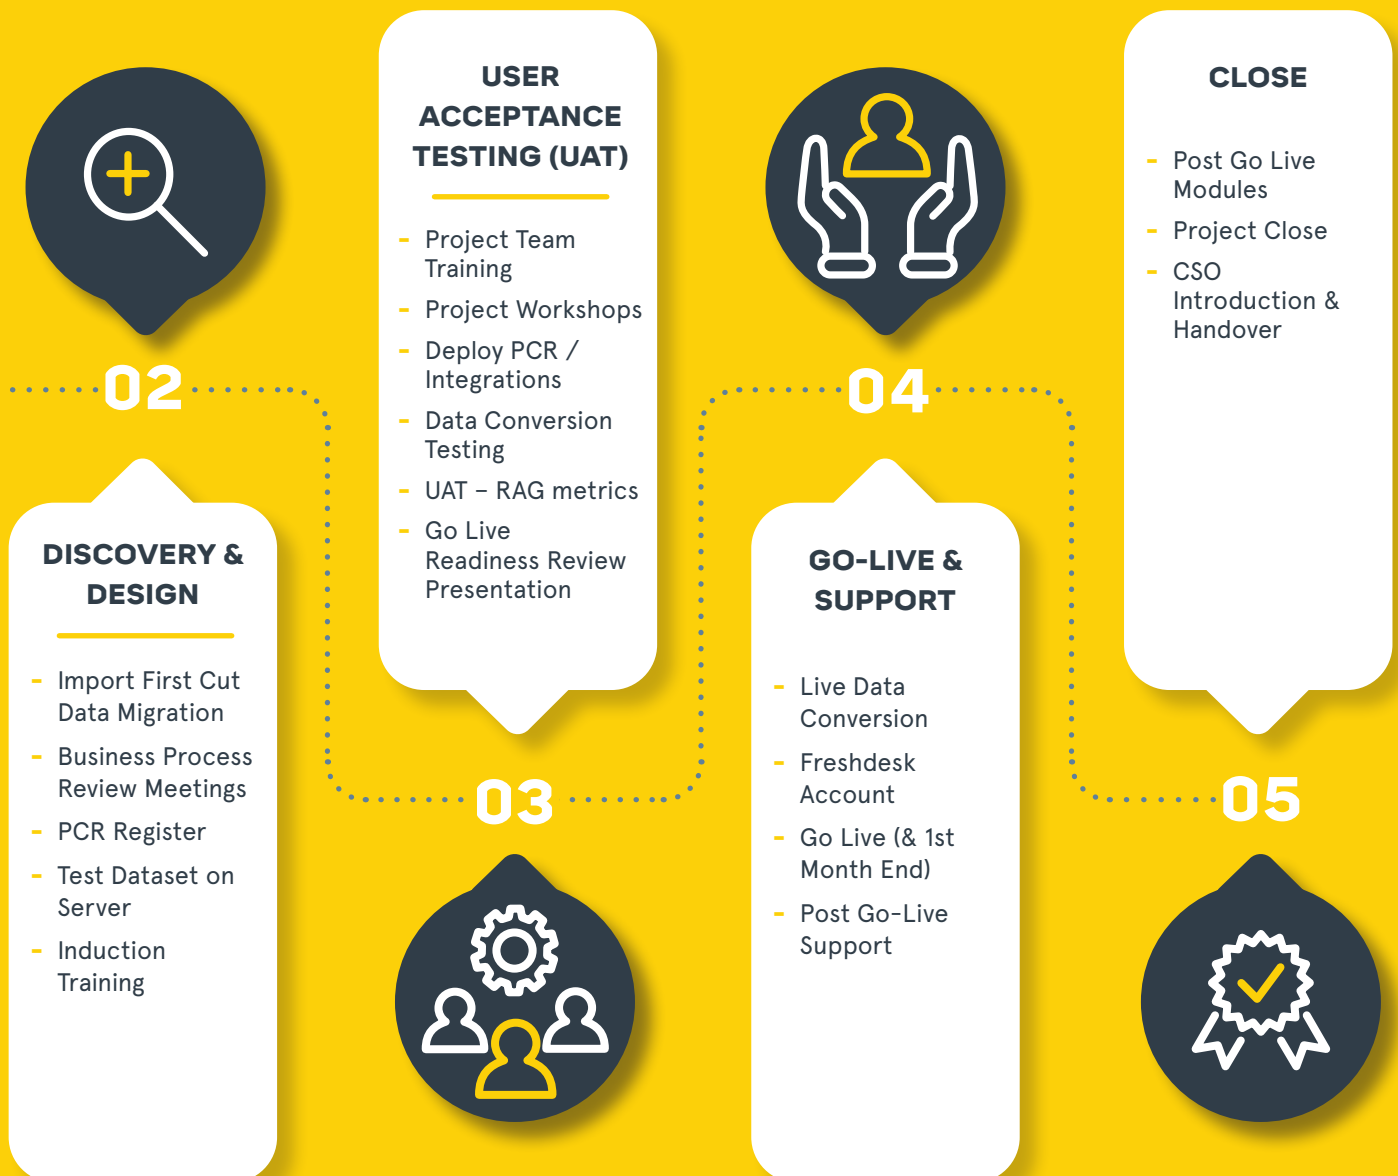 02
DISCOVERY &
DESIGN
- Import First Cut
Data Migration
- Business Process
Review Meetings
- PCR Register
- Test Dataset on
Server
- Induction
Training
USER
ACCEPTANCE
TESTING (UAT)
- Project Team
Training
- Project Workshops
- Deploy PCR /
Integrations
- Data Conversion
Testing
- UAT – RAG metrics
- Go Live
Readiness Review
Presentation
03
04
GO-LIVE &
SUPPORT
- Live Data
Conversion
- Freshdesk
Account
- Go Live (& 1st
Month End)
- Post Go-Live
Support
CLOSE
- Post Go Live
Modules
- Project Close
- CSO
Introduction &
Handover
05